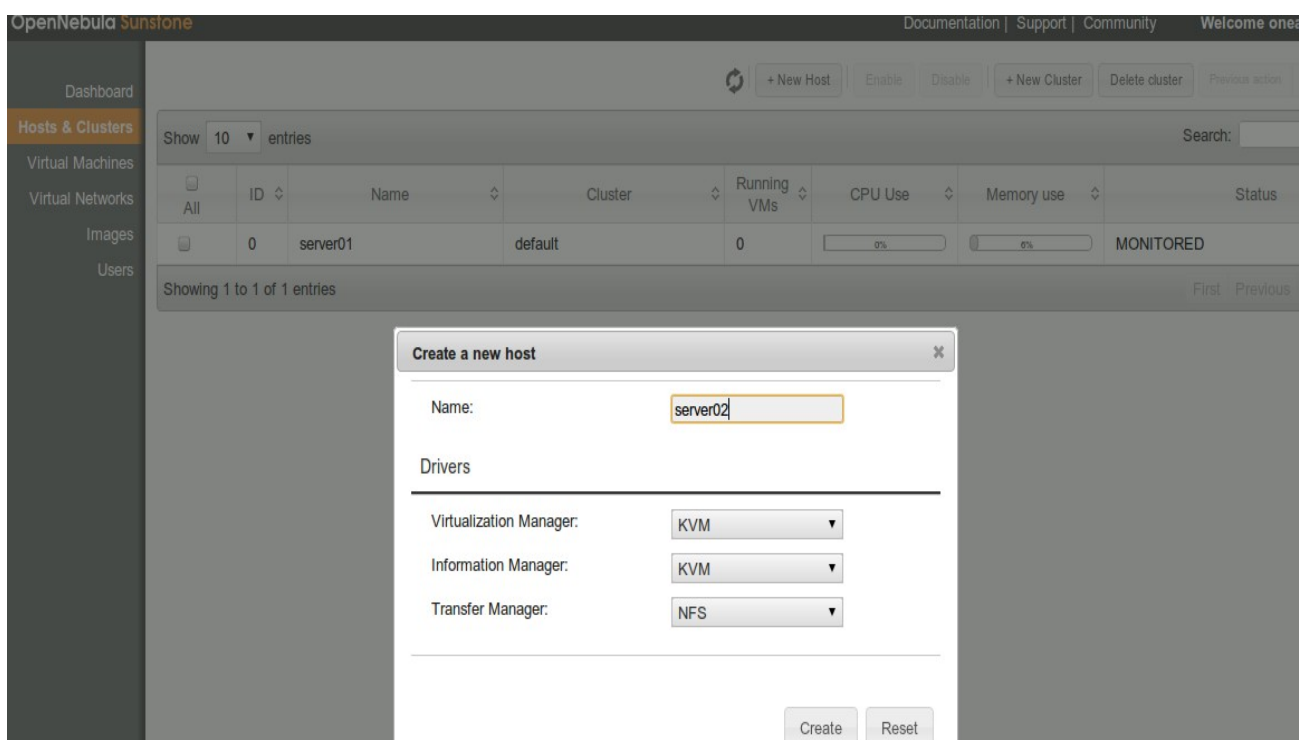 OpenNebula Sunstone
Documentation | Support | Community Welcome onea
Dashboard
Hosts & Clusters
Virtual Machines
Virtual Networks
Images
Users
+ New Host Enable Disable + New Cluster Delete cluster Previous action
Show 10 entries Search:
All ID Name Cluster Running VMs CPU Use Memory use Status
0 server01 default 0 0% 6% MONITORED
Showing 1 to 1 of 1 entries First Previous
Create a new host
Name: server02
Drivers
Virtualization Manager: KVM
Information Manager: KVM
Transfer Manager: NFS
Create Reset